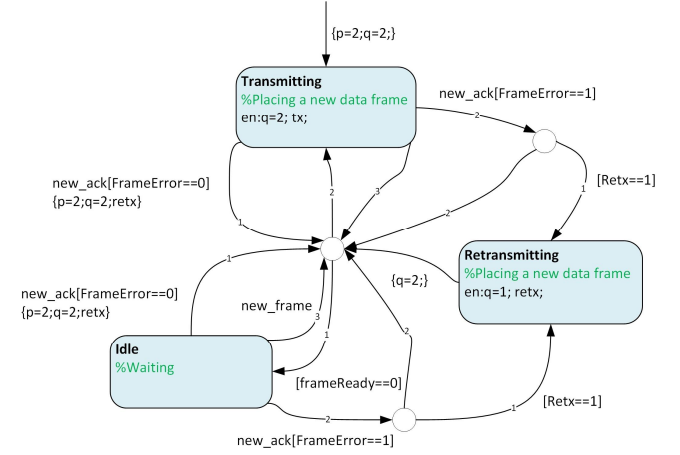 {p=2;q=2;}
Transmitting
%Placing a new data frame
en:q=2; tx;
new_ack[FrameError==1]
2
1
[Retx==1]
new_ack[FrameError==0]
{p=2;q=2;retx}
1
2
3
2
Retransmitting
%Placing a new data frame
en:q=1; retx;
{q=2;}
new_ack[FrameError==0]
{p=2;q=2;retx}
1
new_frame
3
1
2
Idle
%Waiting
[frameReady==0]
2
1
[Retx==1]
new_ack[FrameError==1]